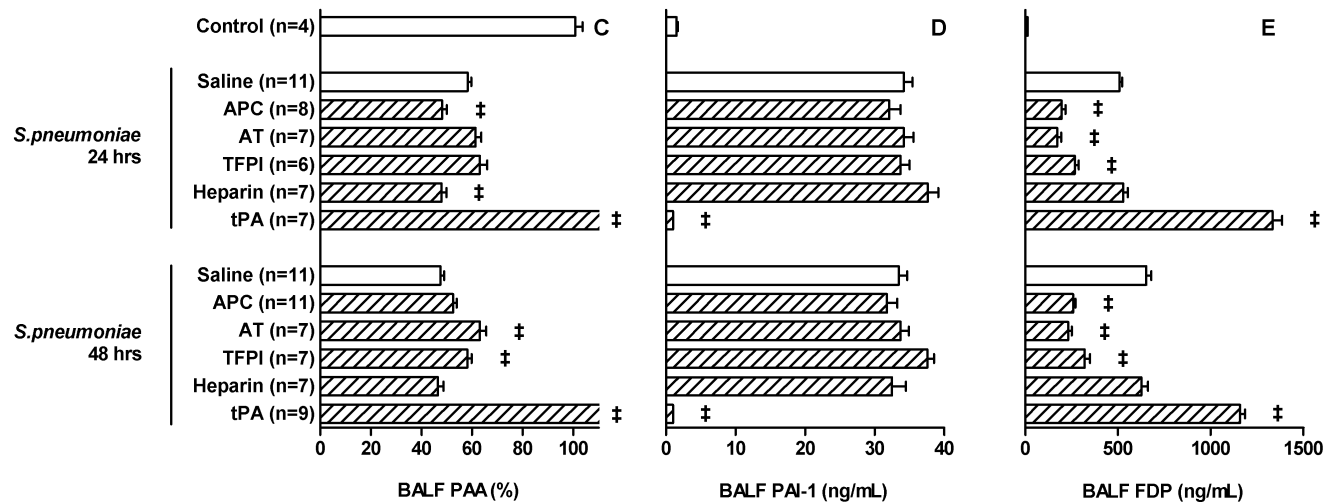 Control (n=4)
C
D
E
Saline (n=11)
APC (n=8)
‡
‡
AT (n=7)
‡
S.pneumoniae
24 hrs
TFPI (n=6)
‡
Heparin (n=7)
‡
tPA (n=7)
‡
‡
‡
Saline (n=11)
APC (n=11)
‡
AT (n=7)
‡
‡
S.pneumoniae
48 hrs
TFPI (n=7)
‡
‡
Heparin (n=7)
tPA (n=9)
‡
‡
‡
0 20 40 60 80 100
0 10 20 30 40
0 500 1000 1500
BALF PAA (%)
BALF PAI-1 (ng/mL)
BALF FDP (ng/mL)